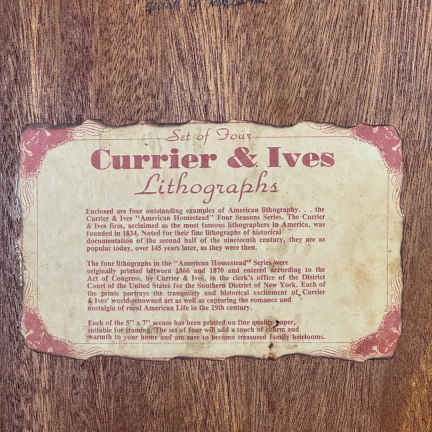 Set of Four
Currier & Ives
Lithographs
Enclosed are four outstanding examples of American lithography. . . the
Currier & Ives "American Homestead" Four Seasons Series. The Currier
& Ives firm, acclaimed as the most famous lithographers in America, was
founded in 1834. Noted for their fine lithographs of historical
documentation of the second half of the nineteenth century, they are as
popular today, over 145 years later, as they were then.
The four lithographs in the "American Homestead" Series were
originally printed between 1866 and 1870 and entered according to the
Act of Congress, by Currier & Ives, in the clerk's office of the District
Court of the United States for the Southern District of New York. Each of
the prints portrays the tranquility and historical excitement of Currier
& Ives' world-renowned art as well as capturing the romance and
nostalgia of rural American Life in the 19th century.
Each of the 5" x 7" scenes has been printed on fine quality paper,
suitable for framing. The set of four will add a touch of charm and
warmth to your home and are sure to become treasured family heirlooms.